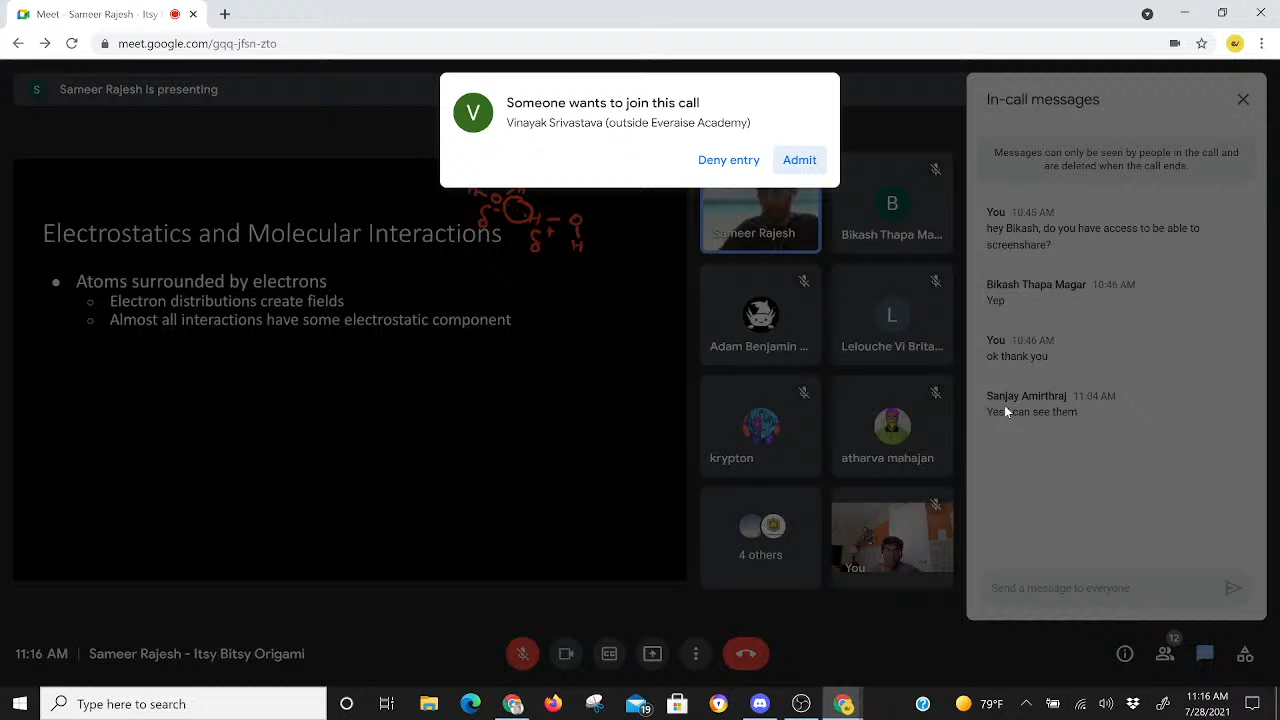 Meet - Sameer Rajesh - Itsy
meet.google.com/gqq-jfsn-zto
S
Sameer Rajesh is presenting
V
Someone wants to join this call
Vinayak Srivastava (outside Everaise Academy)
Deny entry
Admit
Electrostatics and Molecular Interactions
δ-
H - O
δ+
H
Atoms surrounded by electrons
Electron distributions create fields
Almost all interactions have some electrostatic component
Sameer Rajesh
B
Bikash Thapa Ma...
Adam Benjamin ...
L
Lelouche Vi Brita...
krypton
atharva mahajan
4 others
You
In-call messages
Messages can only be seen by people in the call and
are deleted when the call ends.
You 10:45 AM
hey Bikash, do you have access to be able to
screenshare?
Bikash Thapa Magar 10:46 AM
Yep
You 10:46 AM
ok thank you
Sanjay Amirthraj 11:04 AM
Yes can see them
Send a message to everyone
11:16 AM
Sameer Rajesh - Itsy Bitsy Origami
12
Type here to search
19
79°F
11:16 AM
7/28/2021